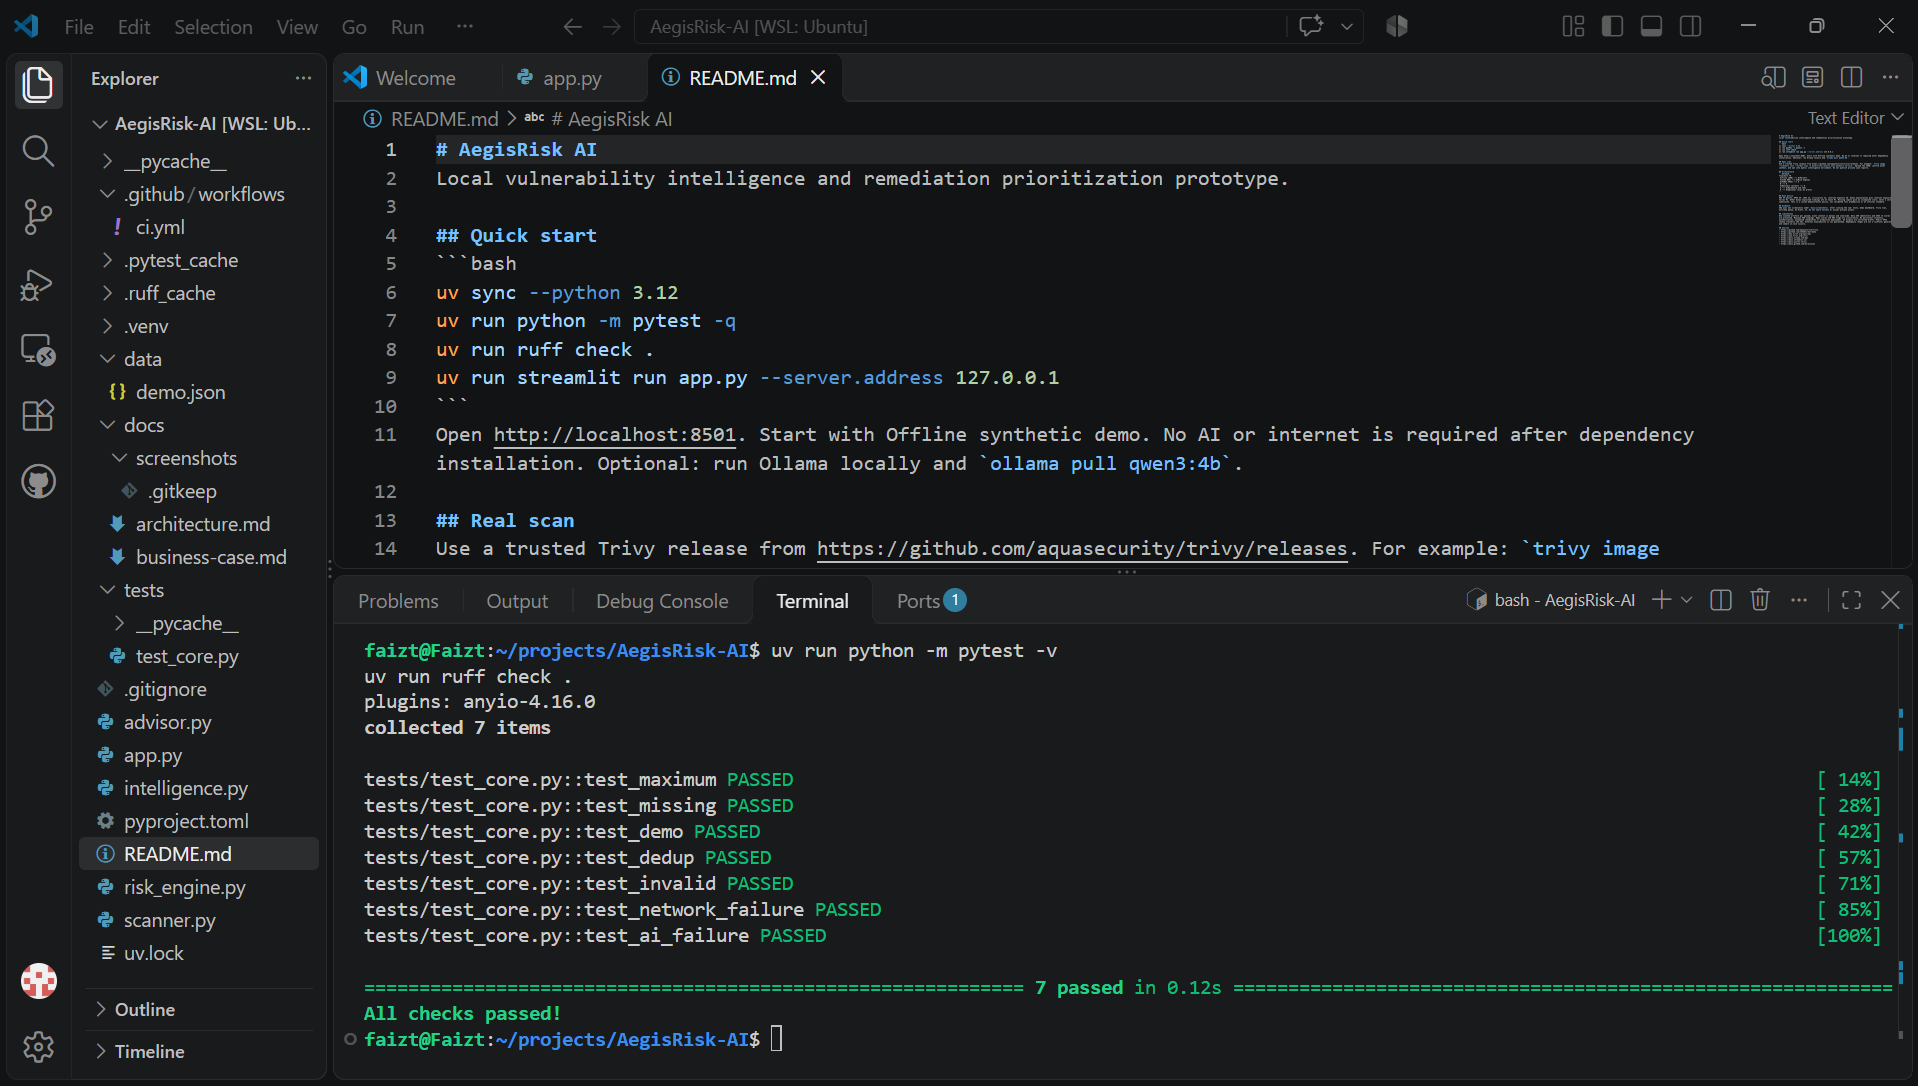 File Edit Selection View Go Run ···
AegisRisk-AI [WSL: Ubuntu]
Explorer
AegisRisk-AI [WSL: Ub...
__pycache__
.github/workflows
! ci.yml
.pytest_cache
.ruff_cache
.venv
data
{} demo.json
docs
screenshots
.gitkeep
architecture.md
business-case.md
tests
__pycache__
test_core.py
.gitignore
advisor.py
app.py
intelligence.py
pyproject.toml
README.md
risk_engine.py
scanner.py
uv.lock
Outline
Timeline
Welcome app.py README.md
README.md > abc # AegisRisk AI
Text Editor
1 # AegisRisk AI
2 Local vulnerability intelligence and remediation prioritization prototype.
3
4 ## Quick start
5 ```bash
6 uv sync --python 3.12
7 uv run python -m pytest -q
8 uv run ruff check .
9 uv run streamlit run app.py --server.address 127.0.0.1
10 ```
11 Open http://localhost:8501. Start with Offline synthetic demo. No AI or internet is required after dependency
installation. Optional: run Ollama locally and `ollama pull qwen3:4b`.
12
13 ## Real scan
14 Use a trusted Trivy release from https://github.com/aquasecurity/trivy/releases. For example: `trivy image
Problems Output Debug Console Terminal Ports 1
bash - AegisRisk-AI
faizt@Faizt:~/projects/AegisRisk-AI$ uv run python -m pytest -v
uv run ruff check .
plugins: anyio-4.16.0
collected 7 items
tests/test_core.py::test_maximum PASSED [ 14%]
tests/test_core.py::test_missing PASSED [ 28%]
tests/test_core.py::test_demo PASSED [ 42%]
tests/test_core.py::test_dedup PASSED [ 57%]
tests/test_core.py::test_invalid PASSED [ 71%]
tests/test_core.py::test_network_failure PASSED [ 85%]
tests/test_core.py::test_ai_failure PASSED [100%]
============================================================ 7 passed in 0.12s ============================================================
All checks passed!
faizt@Faizt:~/projects/AegisRisk-AI$